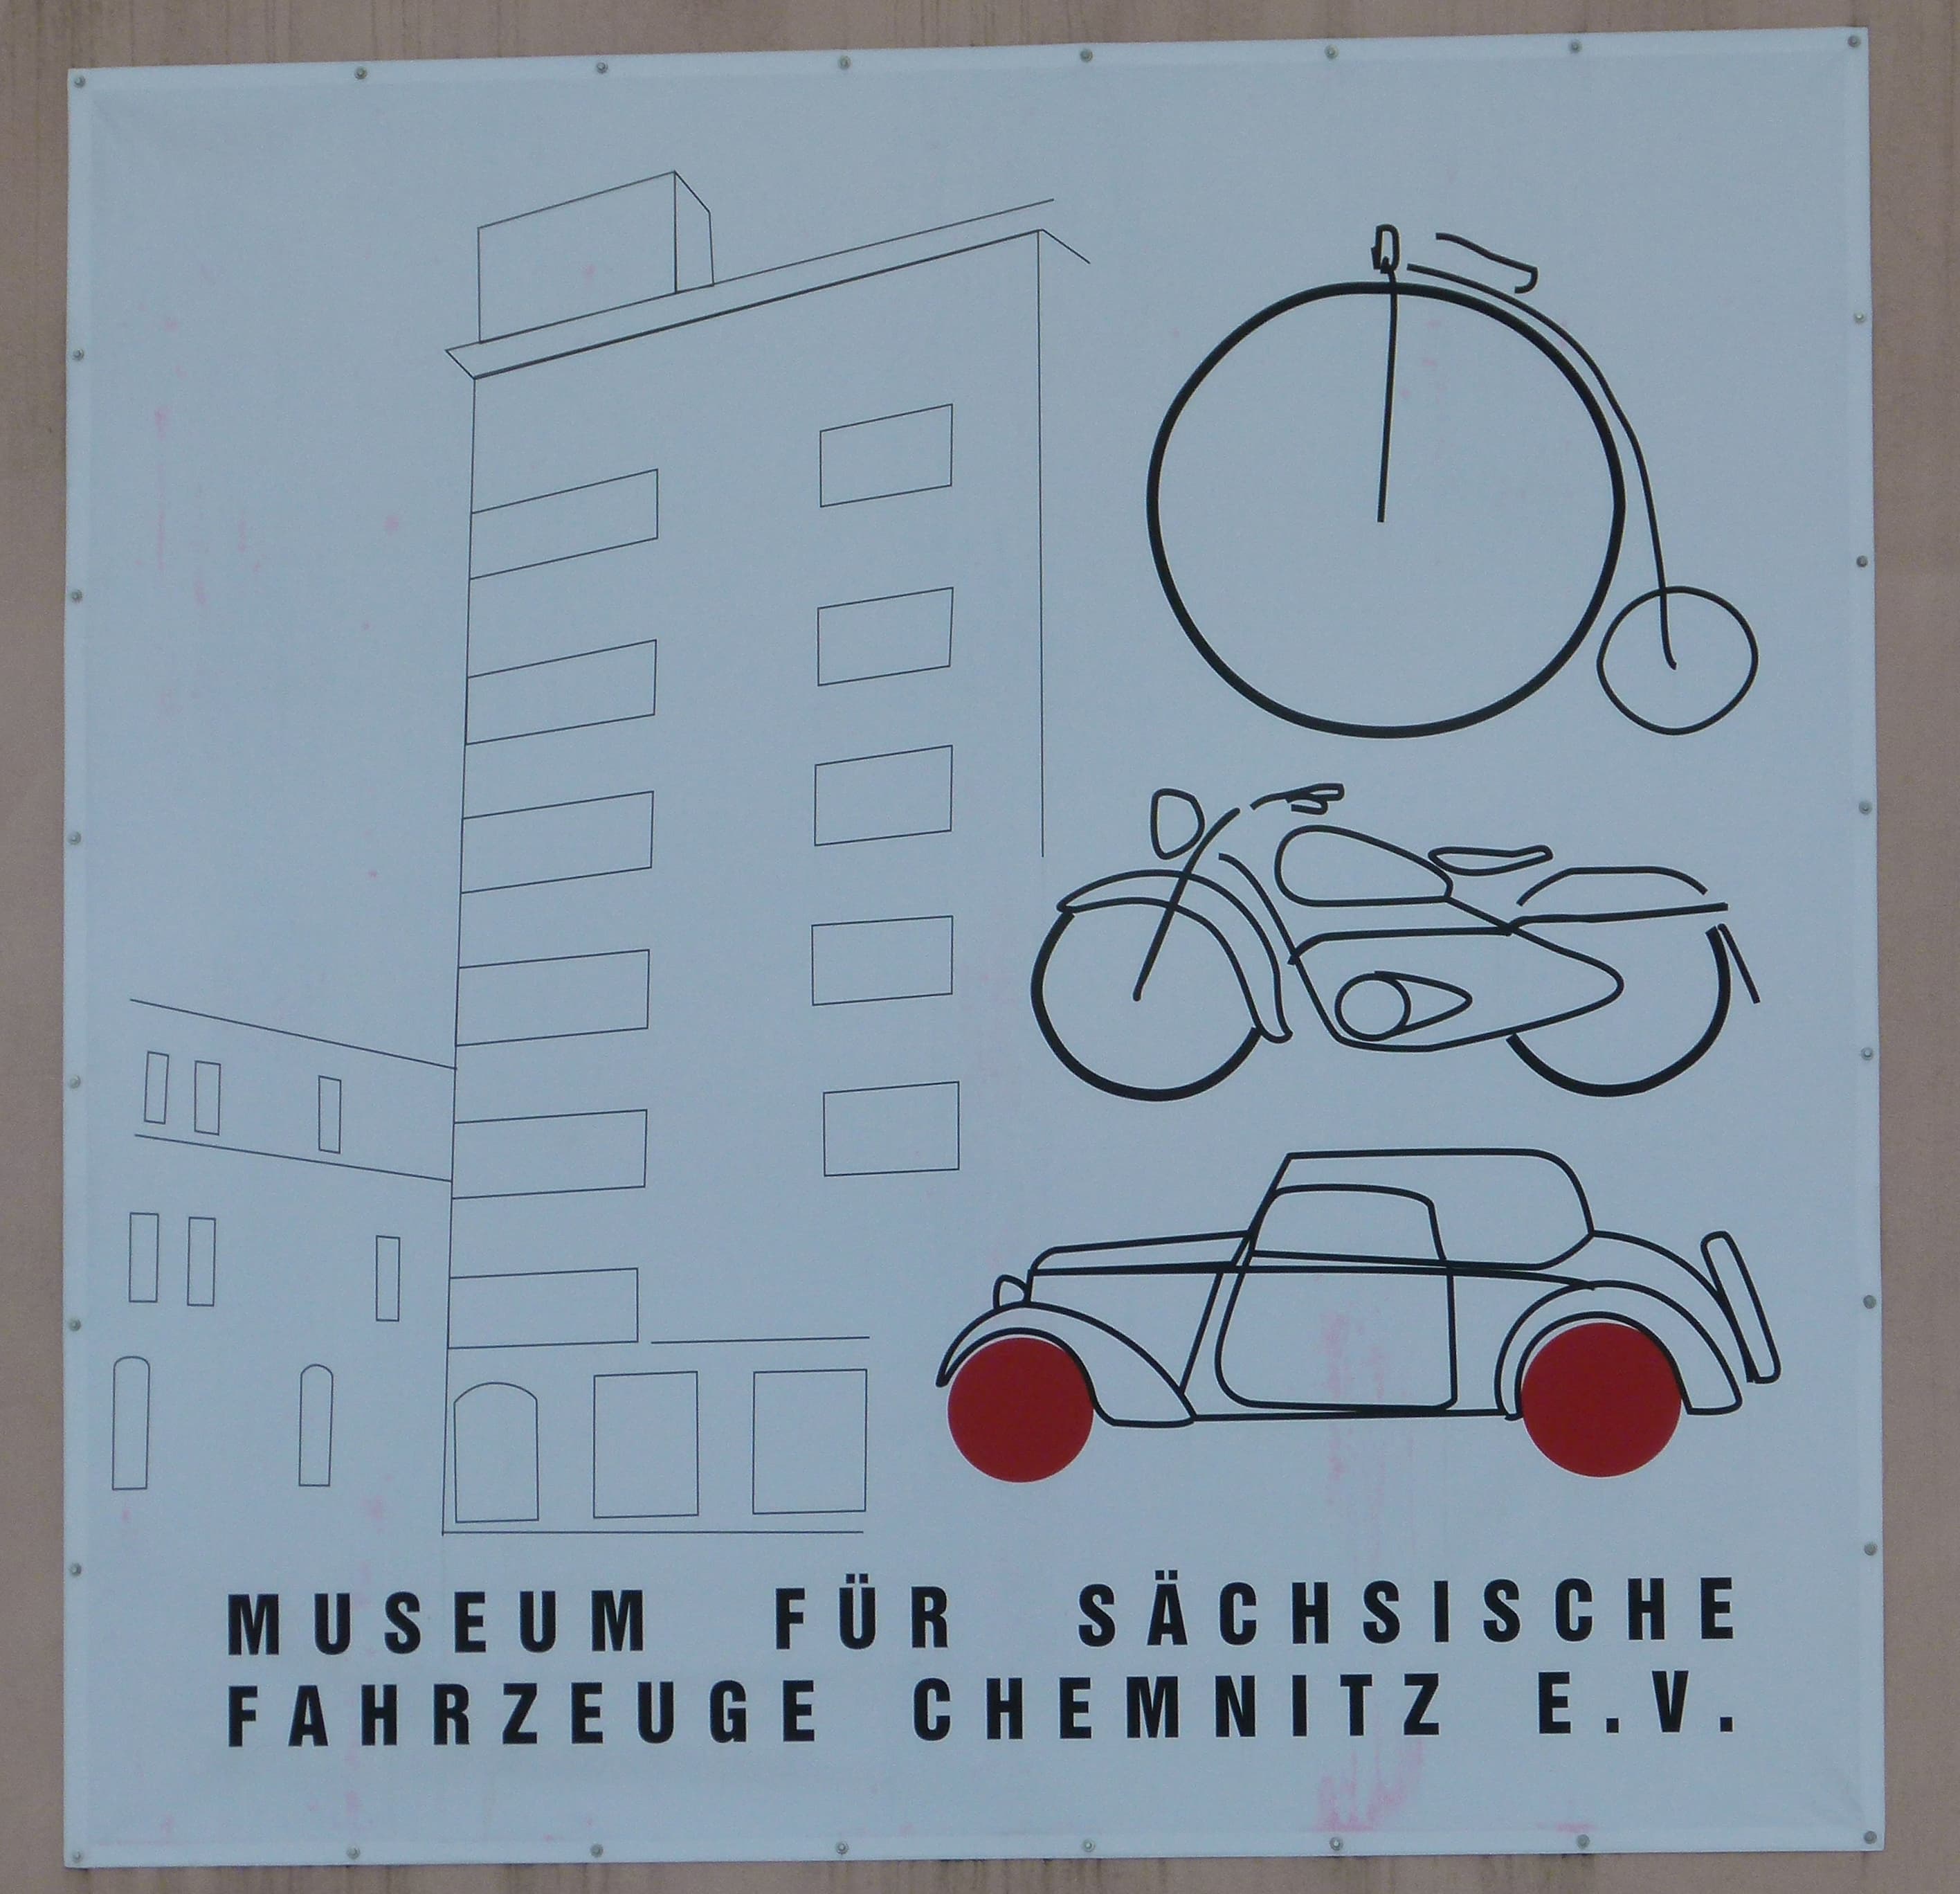 MUSEUM FÜR SÄCHSISCHE
FAHRZEUGE CHEMNITZ E.V.